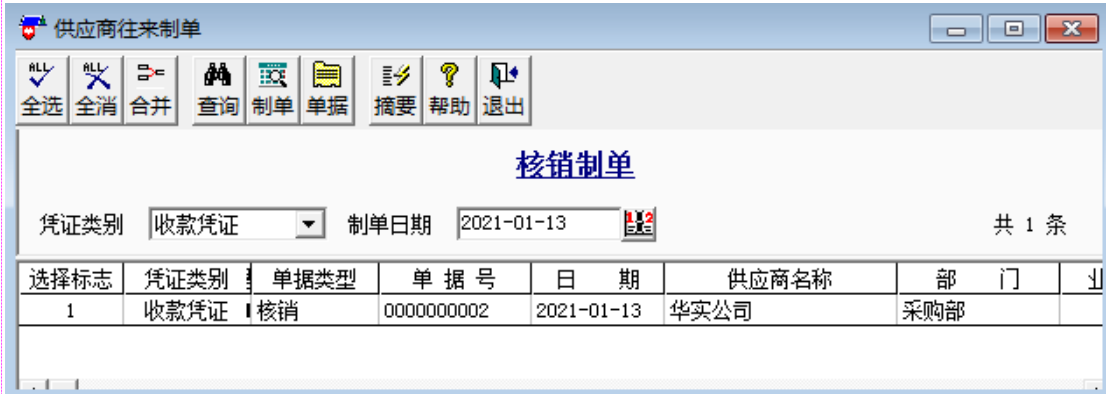 供应商往来制单
ALL ALL
全选 全消 合并 查询 制单 单据 摘要 帮助 退出
核销制单
凭证类别 收款凭证 制单日期 2021-01-13 共 1 条
选择标志 凭证类别 单据类型 单据号 日期 供应商名称 部门
1 收款凭证 核销 0000000002 2021-01-13 华实公司 采购部